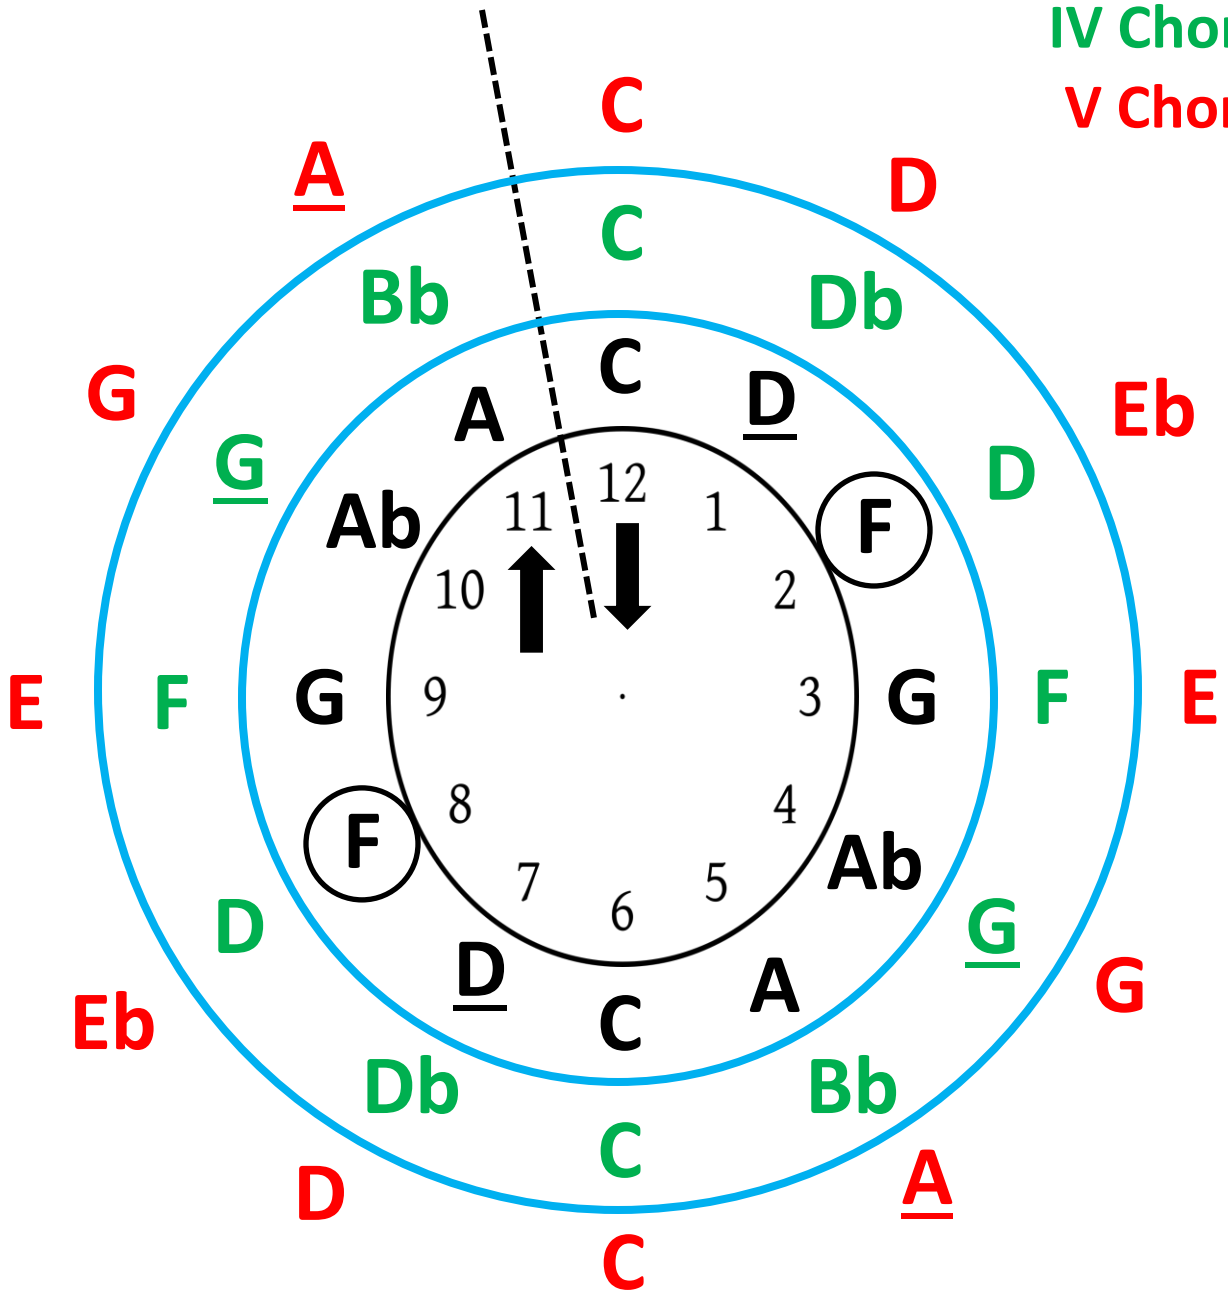 IV Chor
V Chor
C
A D
C
Bb Db
G Eb
C
A D
G D
Ab F
12
11 1
10 2
E F G 9 3 G F E
8 4
F Ab
7 5
6
D G
D A
Eb G
C
Db Bb
C
D A
C